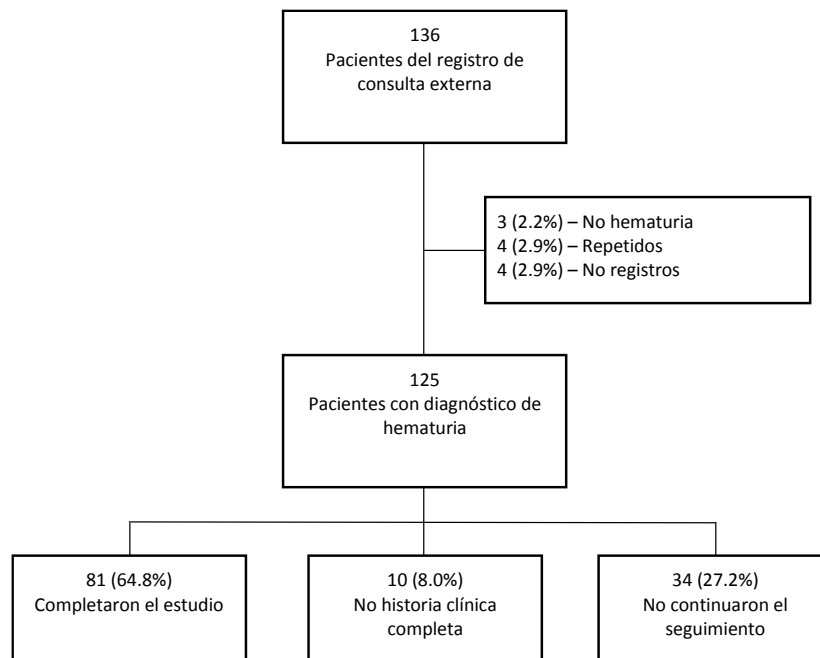 136
Pacientes del registro de
consulta externa
3 (2.2%) – No hematuria
4 (2.9%) – Repetidos
4 (2.9%) – No registros
125
Pacientes con diagnóstico de
hematuria
81 (64.8%)
Completaron el estudio
10 (8.0%)
No historia clínica
completa
34 (27.2%)
No continuaron el
seguimiento